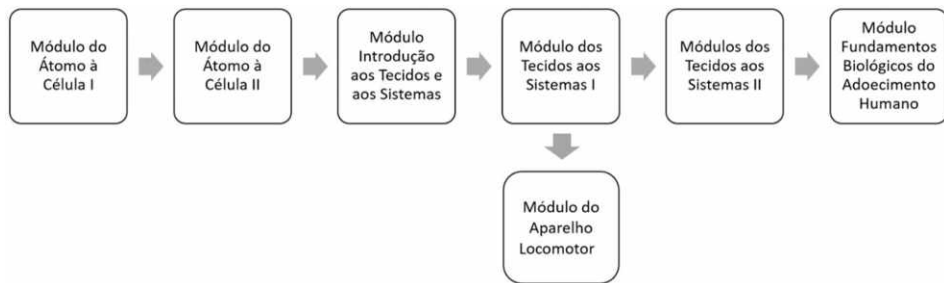 Módulo do
Átomo à
Célula I
Módulo do
Átomo à
Célula II
Módulo
Introdução
aos Tecidos e
aos Sistemas
Módulo dos
Tecidos aos
Sistemas I
Módulos dos
Tecidos aos
Sistemas II
Módulo
Fundamentos
Biológicos do
Adoecimento
Humano
Módulo do
Aparelho
Locomotor